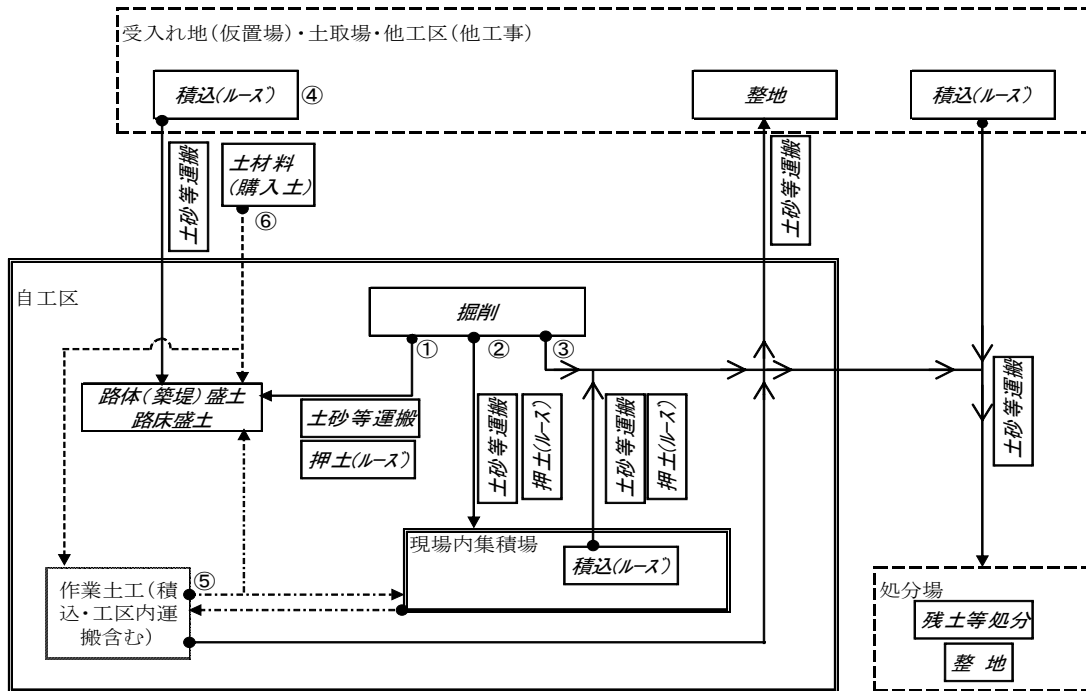 受入れ地(仮置場)・土取場・他工区(他工事)
積込(ルーズ)
④
整地
積込(ルーズ)
土砂等運搬
土材料
(購入土)
⑥
土砂等運搬
自工区
掘削
①
②
③
路体(築堤)盛土
路床盛土
土砂等運搬
押土(ルーズ)
土砂等運搬
押土(ルーズ)
土砂等運搬
押土(ルーズ)
土砂等運搬
現場内集積場
積込(ルーズ)
作業土工(積
込・工区内運
搬含む)
⑤
処分場
残土等処分
整 地